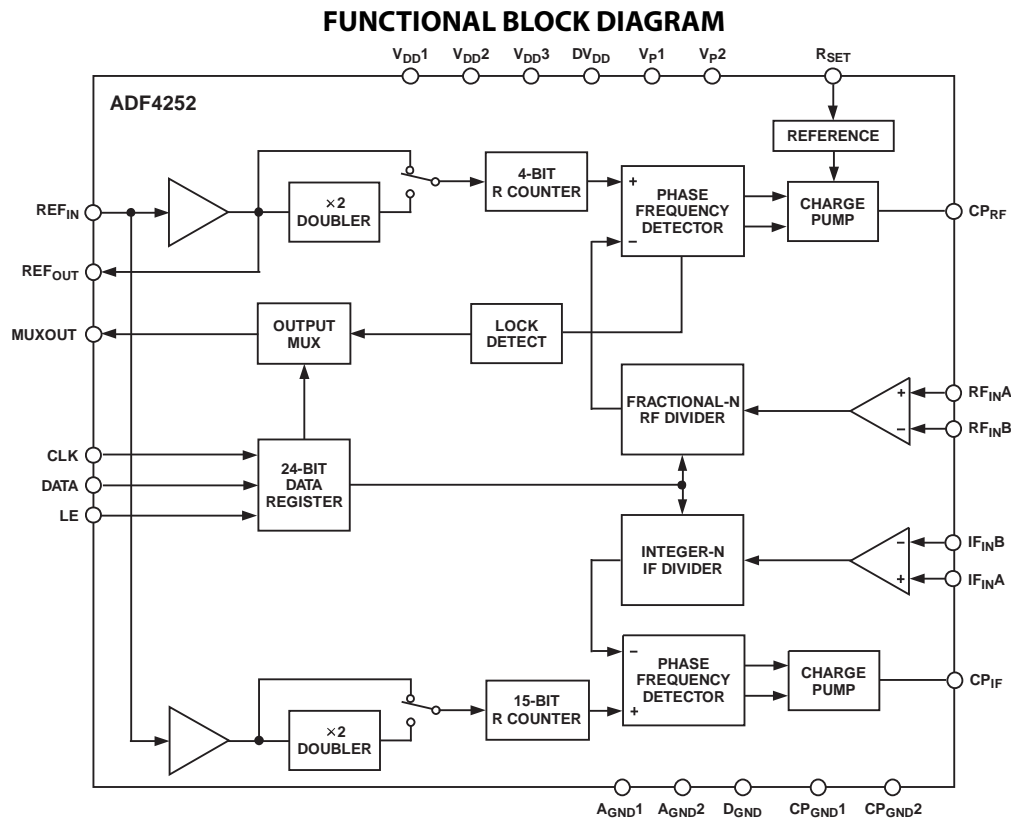 FUNCTIONAL BLOCK DIAGRAM
VDD1 VDD2 VDD3 DVDD VP1 VP2 RSET
ADF4252
REFERENCE
4-BIT
R COUNTER
+
PHASE
FREQUENCY
DETECTOR
–
CHARGE
PUMP
CPRF
REFIN
×2
DOUBLER
REFOUT
MUXOUT
OUTPUT
MUX
LOCK
DETECT
FRACTIONAL-N
RF DIVIDER
+
–
RFINA
RFINB
CLK
DATA
LE
24-BIT
DATA
REGISTER
INTEGER-N
IF DIVIDER
–
+
IFINB
IFINA
–
PHASE
FREQUENCY
DETECTOR
+
CHARGE
PUMP
CPIF
×2
DOUBLER
15-BIT
R COUNTER
AGND1 AGND2 DGND CPGND1 CPGND2